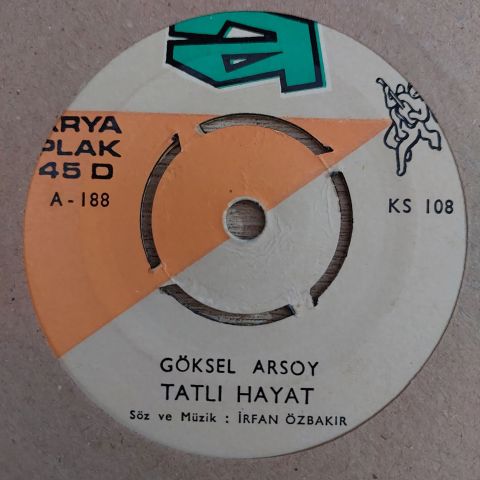 ARYA
PLAK
45 D
A - 188
KS 108
GÖKSEL ARSOY
TATLI HAYAT
Söz ve Müzik : İRFAN ÖZBAKIR